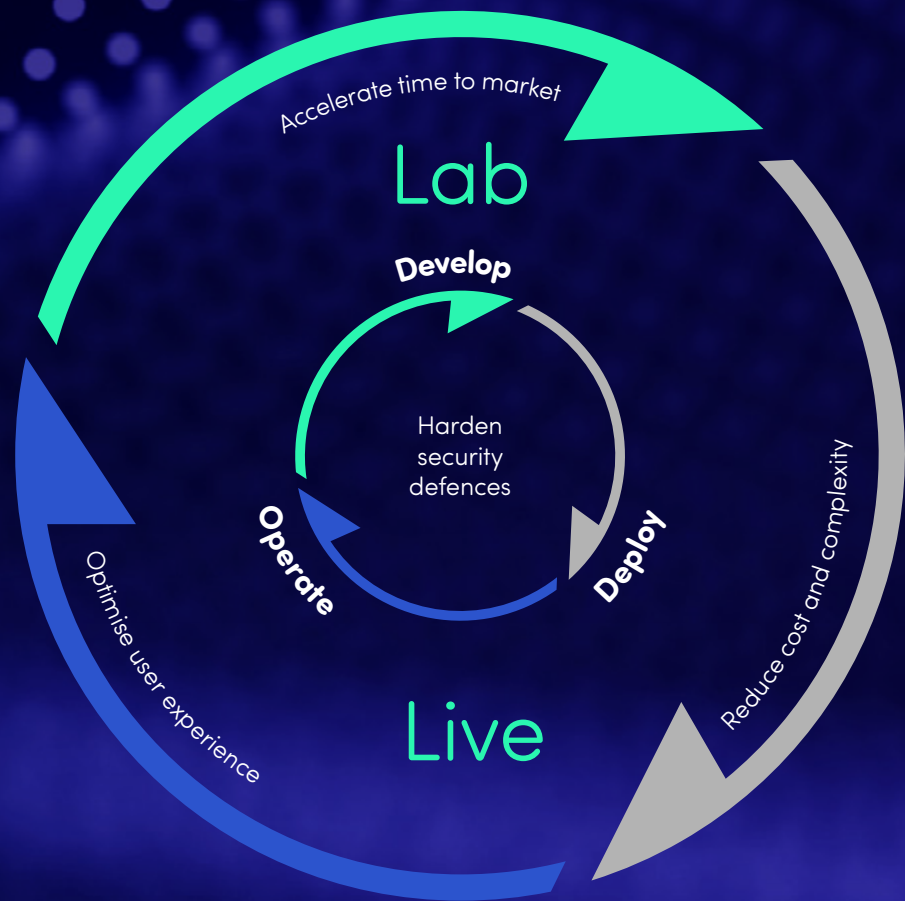 Accelerate time to market
Lab
Develop
Harden
security
defences
Operate
Deploy
Reduce cost and complexity
Optimise user experience
Live